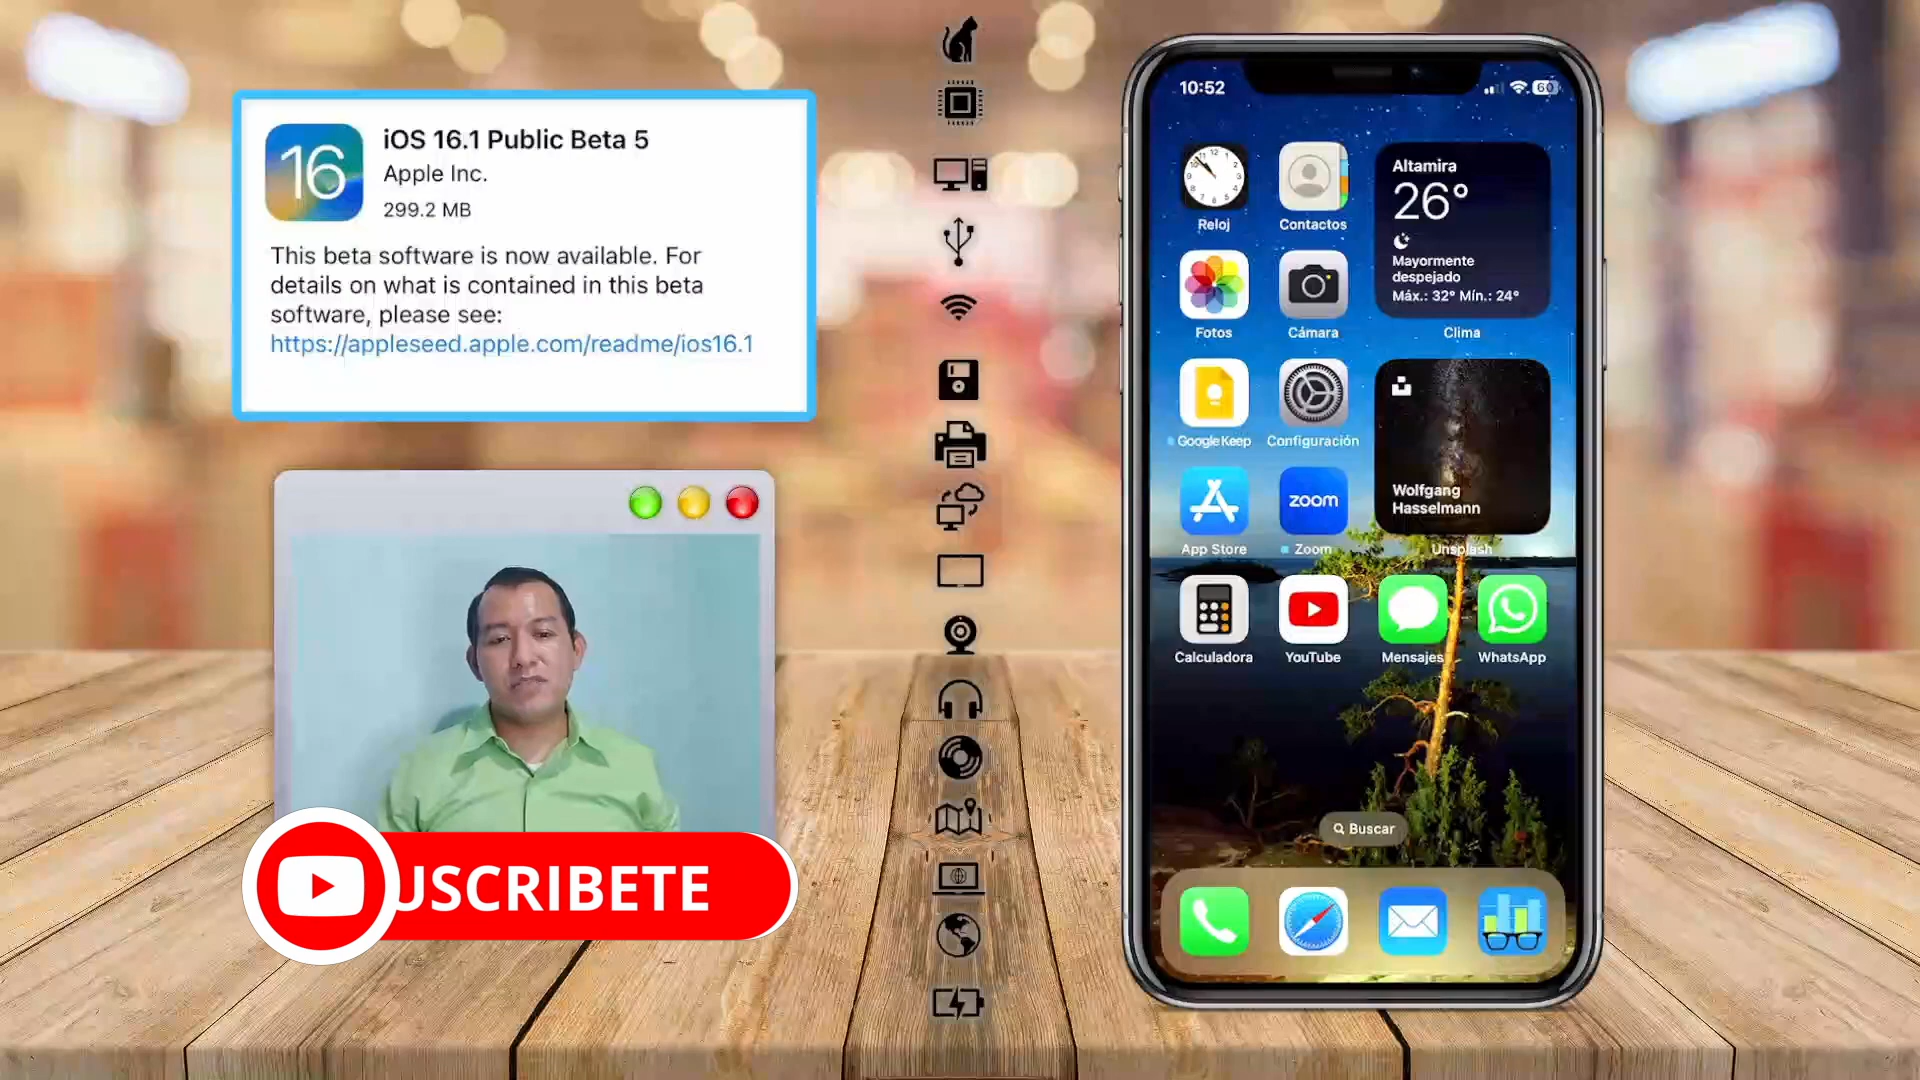 16
iOS 16.1 Public Beta 5
Apple Inc.
299.2 MB
This beta software is now available. For
details on what is contained in this beta
software, please see:
https://appleseed.apple.com/readme/ios16.1
USCRIBETE
10:52
60
Altamira
26°
Mayormente
despejado
Máx.: 32° Mín.: 24°
Reloj
Contactos
Fotos
Cámara
Clima
Google Keep
Configuración
Wolfgang
Hasselmann
zoom
App Store
Zoom
Unsplash
Calculadora
YouTube
Mensajes
WhatsApp
Buscar